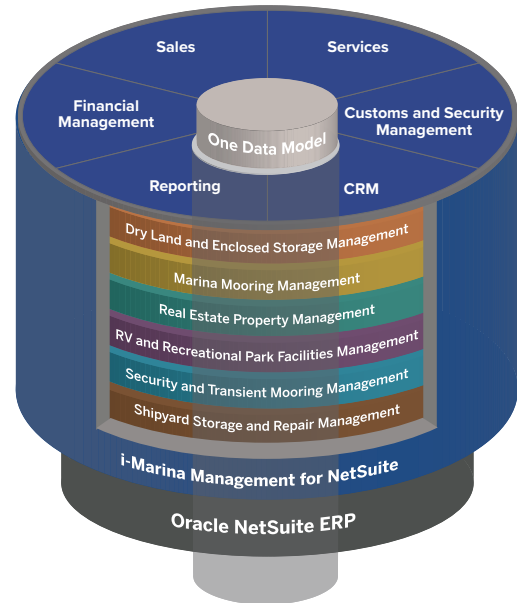 Sales
Services
Financial
Management
Customs and Security
Management
One Data Model
Reporting
CRM
Dry Land and Enclosed Storage Management
Marina Mooring Management
Real Estate Property Management
RV and Recreational Park Facilities Management
Security and Transient Mooring Management
Shipyard Storage and Repair Management
i-Marina Management for NetSuite
Oracle NetSuite ERP